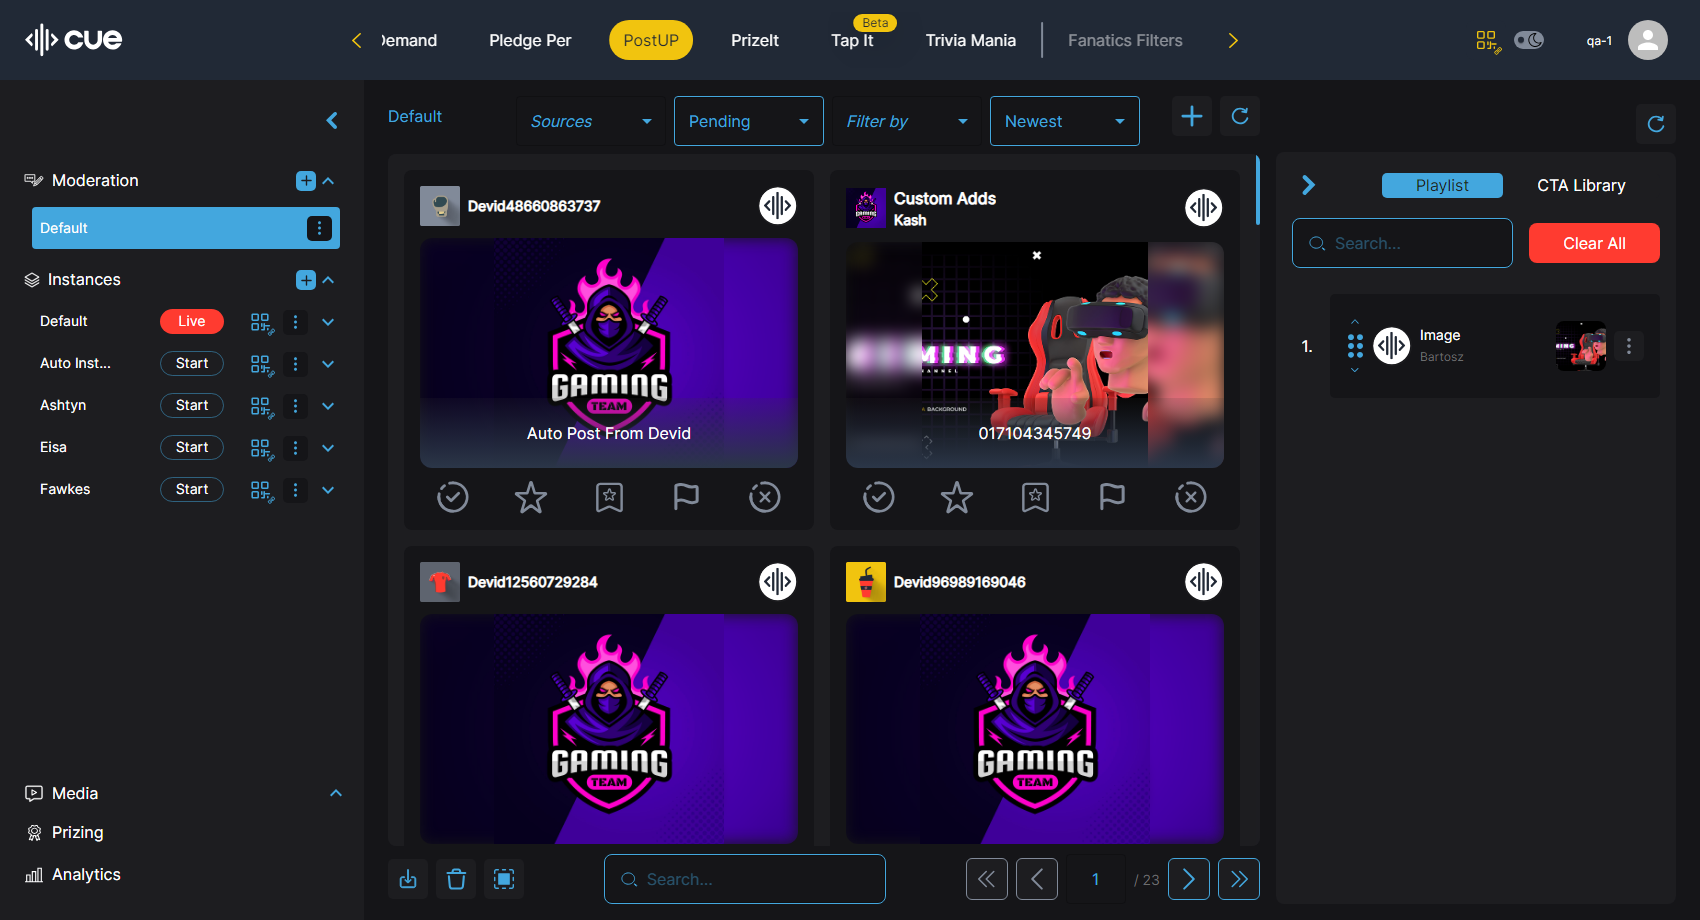 cue
Demand
Pledge Per
PostUP
PrizeIt
Beta
Tap It
Trivia Mania
Fanatics Filters
qa-1
Default
Sources
Pending
Filter by
Newest
Moderation
Default
Instances
Default
Live
Auto Inst...
Start
Ashtyn
Start
Eisa
Start
Fawkes
Start
Media
Prizing
Analytics
Devid48660863737
GAMING
TEAM
Auto Post From Devid
Custom Adds
Kash
MING
017104345749
Devid12560729284
GAMING
TEAM
Devid96989169046
GAMING
TEAM
Search...
1
/ 23
Playlist
CTA Library
Search...
Clear All
1.
Image
Bartosz